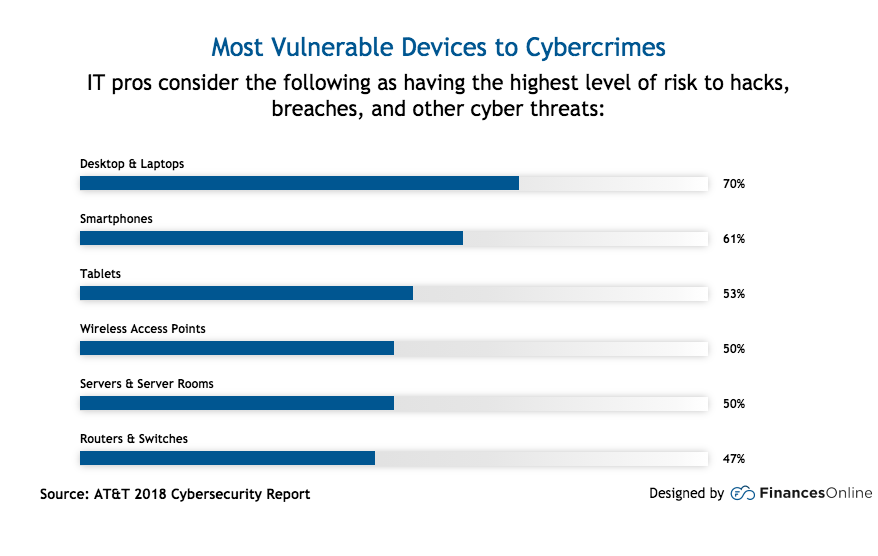 Most Vulnerable Devices to Cybercrimes
IT pros consider the following as having the highest level of risk to hacks,
breaches, and other cyber threats:
Desktop & Laptops
70%
Smartphones
61%
Tablets
53%
Wireless Access Points
50%
Servers & Server Rooms
50%
Routers & Switches
47%
Source: AT&T 2018 Cybersecurity Report
Designed by FinancesOnline